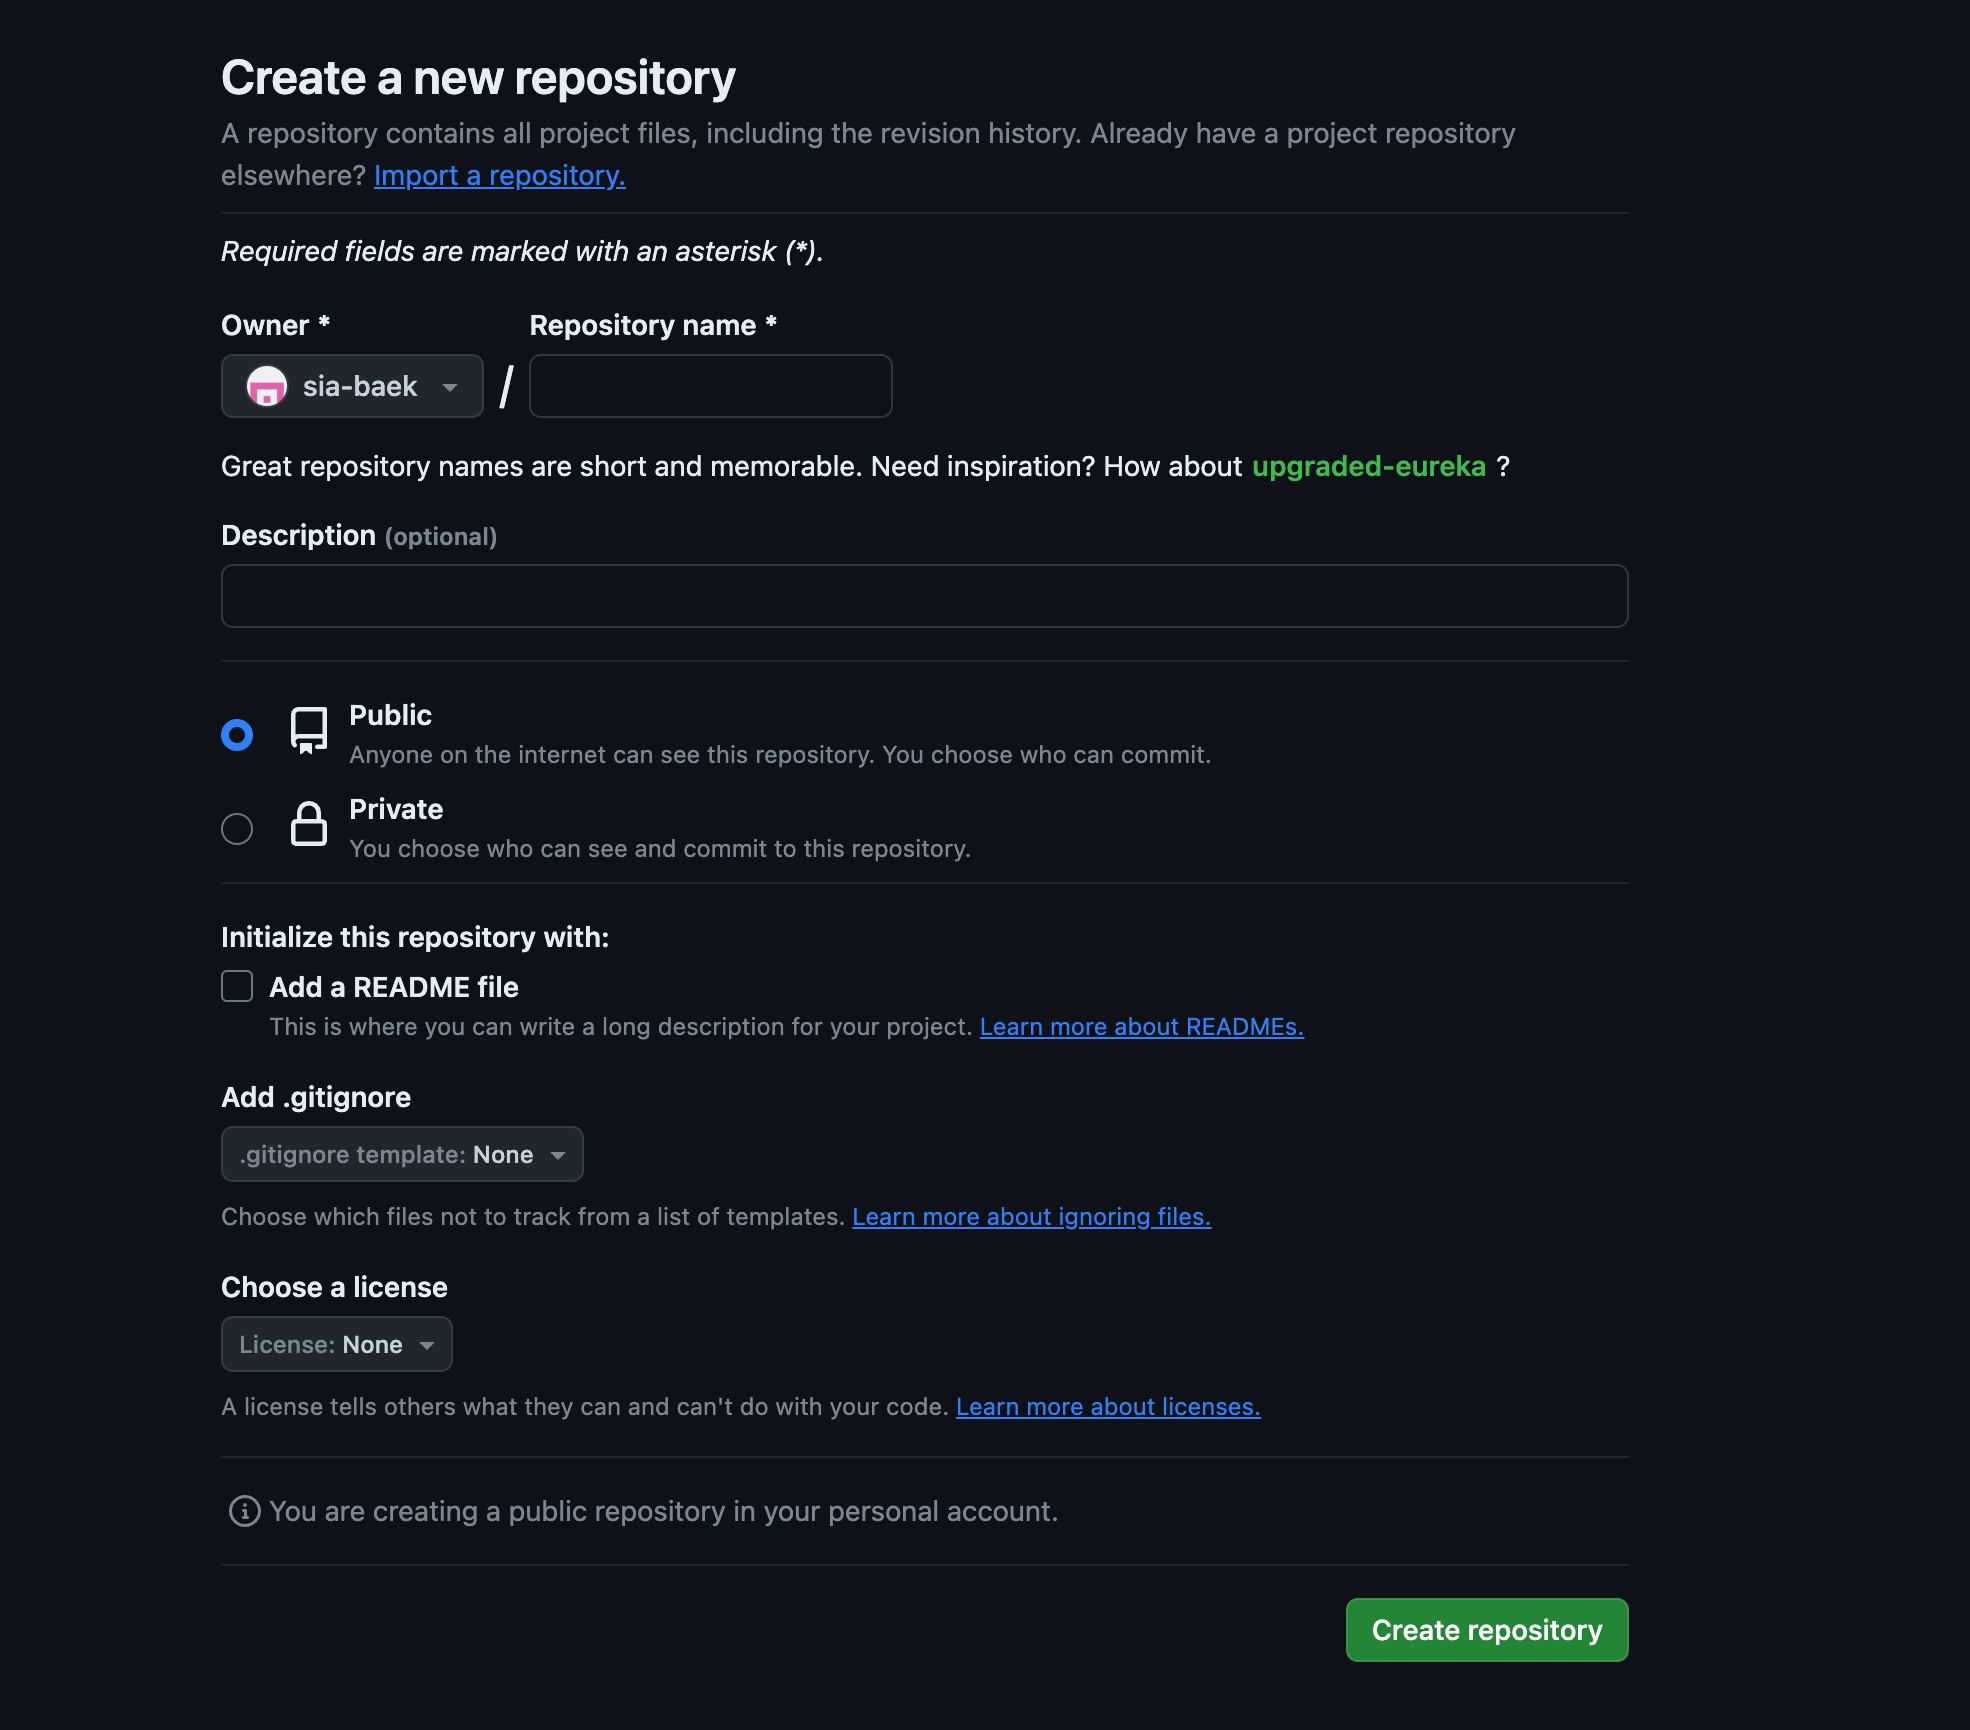 Create a new repository
A repository contains all project files, including the revision history. Already have a project repository
elsewhere? Import a repository.
Required fields are marked with an asterisk (*).
Owner *
Repository name *
sia-baek
/
Great repository names are short and memorable. Need inspiration? How about upgraded-eureka ?
Description (optional)
Public
Anyone on the internet can see this repository. You choose who can commit.
Private
You choose who can see and commit to this repository.
Initialize this repository with:
Add a README file
This is where you can write a long description for your project. Learn more about READMEs.
Add .gitignore
.gitignore template: None
Choose which files not to track from a list of templates. Learn more about ignoring files.
Choose a license
License: None
A license tells others what they can and can't do with your code. Learn more about licenses.
You are creating a public repository in your personal account.
Create repository